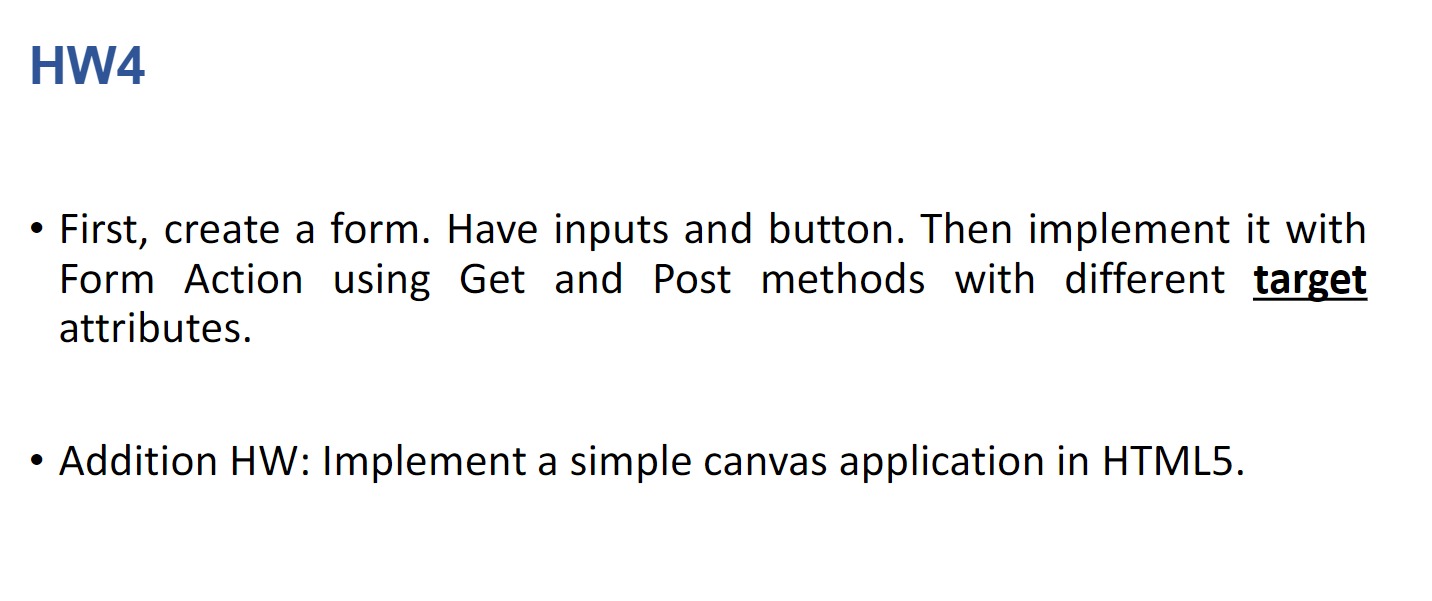 HW4
• First, create a form. Have inputs and button. Then implement it with
Form Action using Get and Post methods with different target
attributes.
• Addition HW: Implement a simple canvas application in HTML5.